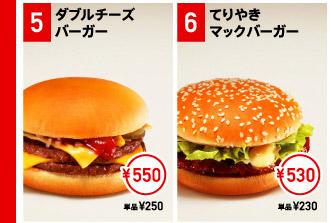 5 ダブルチーズ
バーガー
¥550
単品¥250
6 てりやき
マックバーガー
¥530
単品¥230